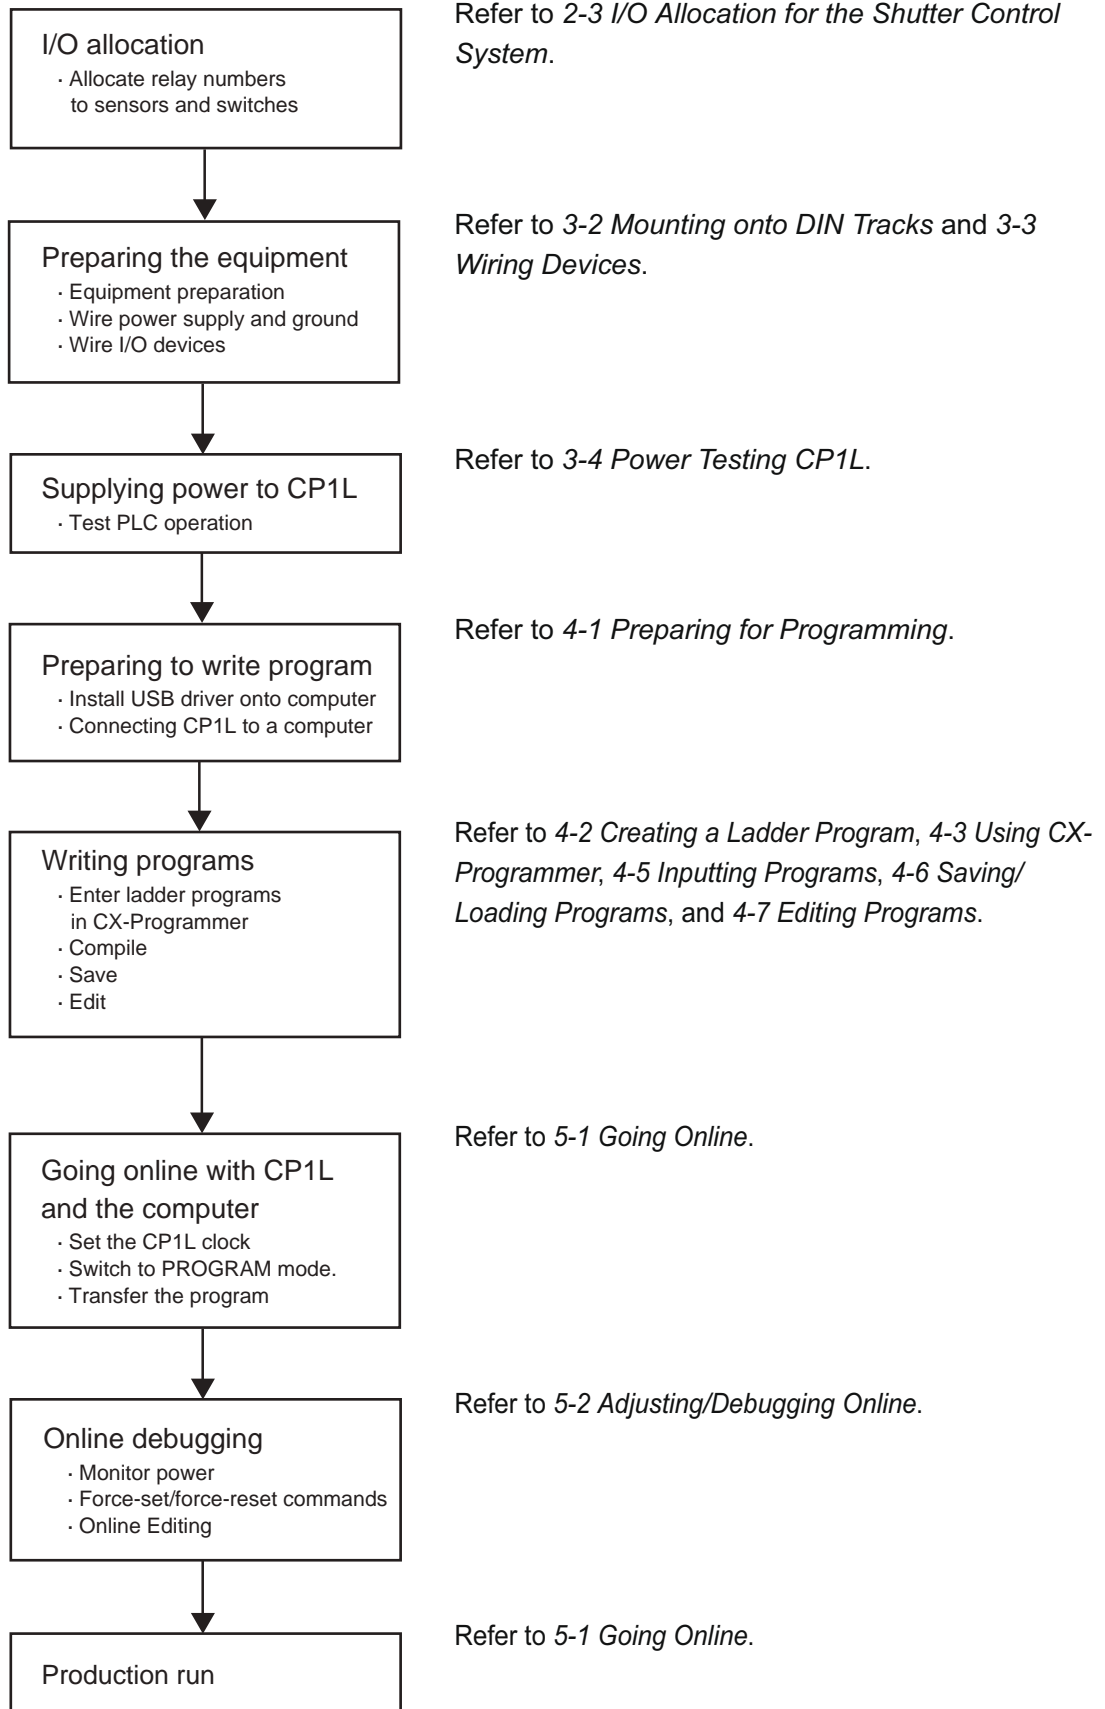 I/O allocation
· Allocate relay numbers
to sensors and switches
Refer to 2-3 I/O Allocation for the Shutter Control
System.
Preparing the equipment
· Equipment preparation
· Wire power supply and ground
· Wire I/O devices
Refer to 3-2 Mounting onto DIN Tracks and 3-3
Wiring Devices.
Supplying power to CP1L
· Test PLC operation
Refer to 3-4 Power Testing CP1L.
Preparing to write program
· Install USB driver onto computer
· Connecting CP1L to a computer
Refer to 4-1 Preparing for Programming.
Writing programs
· Enter ladder programs
in CX-Programmer
· Compile
· Save
· Edit
Refer to 4-2 Creating a Ladder Program, 4-3 Using CX-
Programmer, 4-5 Inputting Programs, 4-6 Saving/
Loading Programs, and 4-7 Editing Programs.
Going online with CP1L
and the computer
· Set the CP1L clock
· Switch to PROGRAM mode.
· Transfer the program
Refer to 5-1 Going Online.
Online debugging
· Monitor power
· Force-set/force-reset commands
· Online Editing
Refer to 5-2 Adjusting/Debugging Online.
Production run
Refer to 5-1 Going Online.